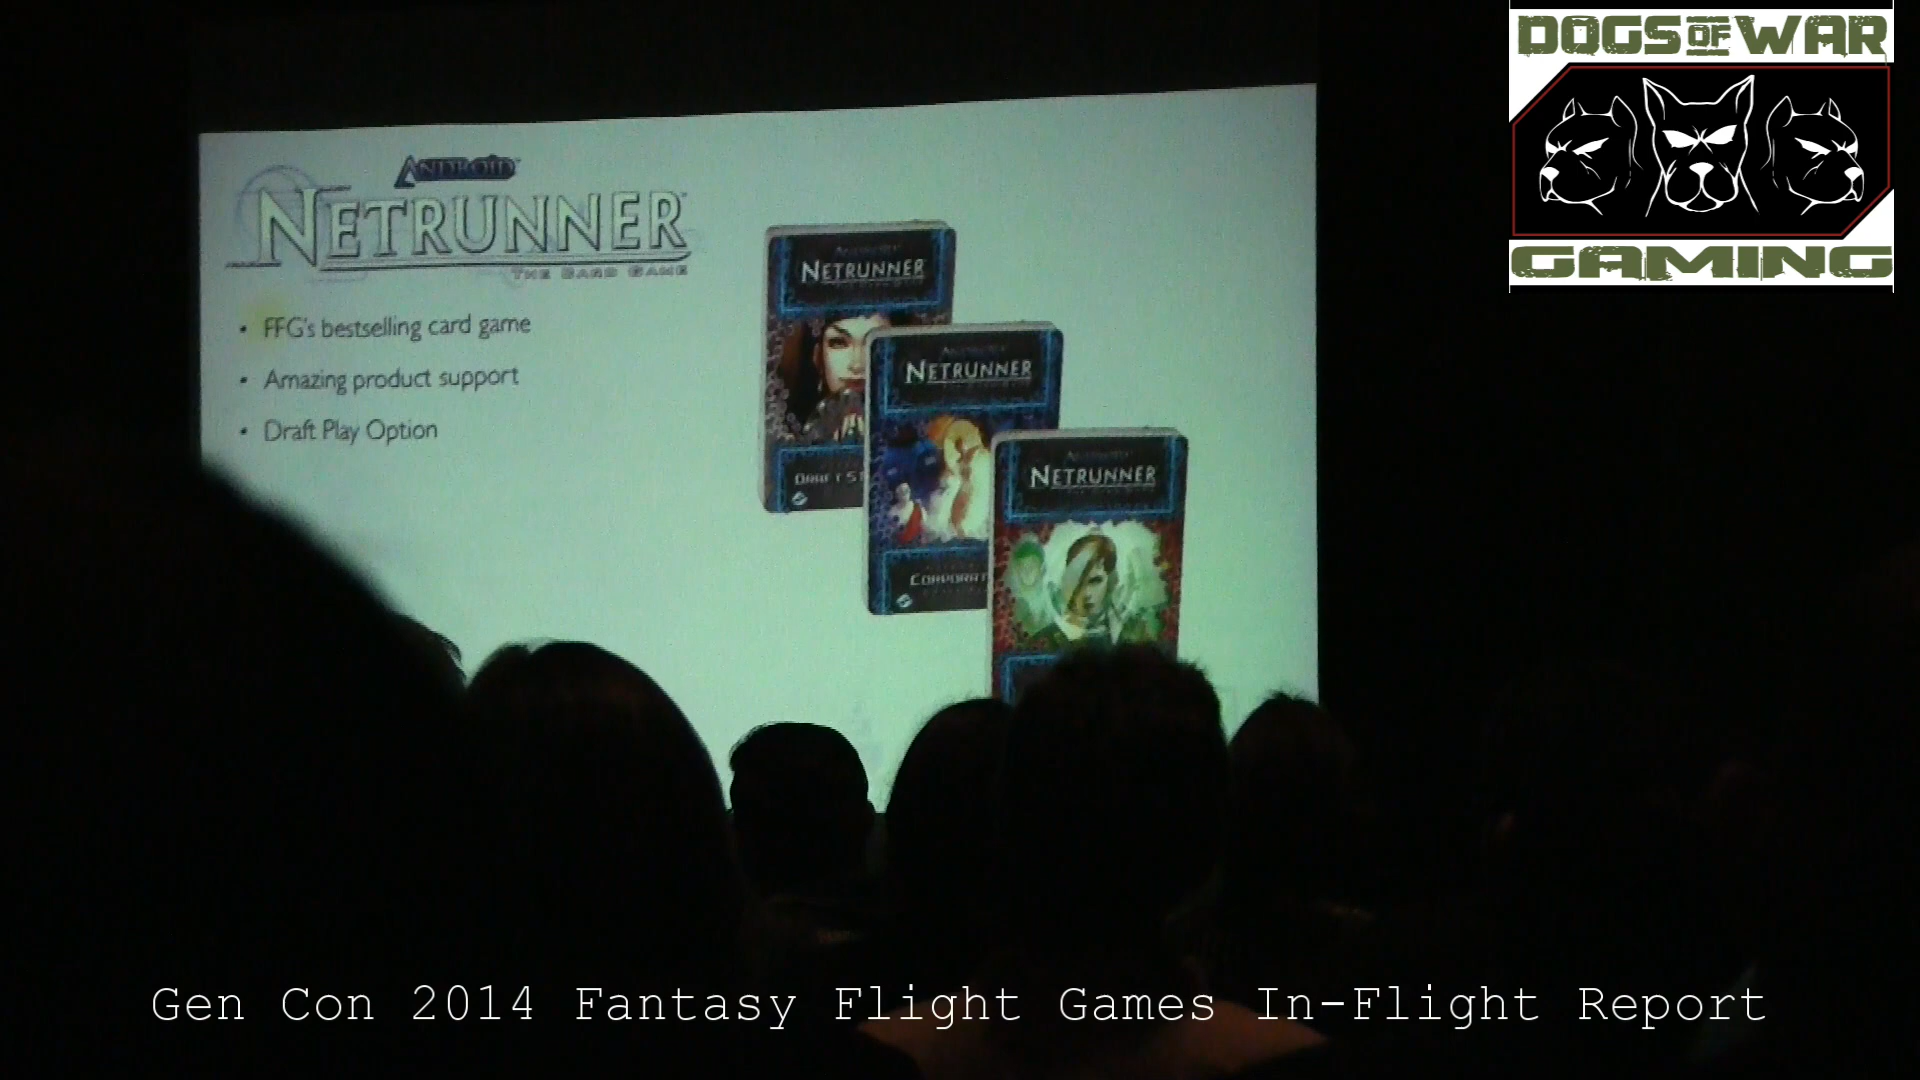 DOGS OF WAR
GAMING
ANDROID
NETRUNNER
THE CARD GAME
• FFG's bestselling card game
• Amazing product support
• Draft Play Option
NETRUNNER
DRAFT
NETRUNNER
NETRUNNER
Gen Con 2014 Fantasy Flight Games In-Flight Report